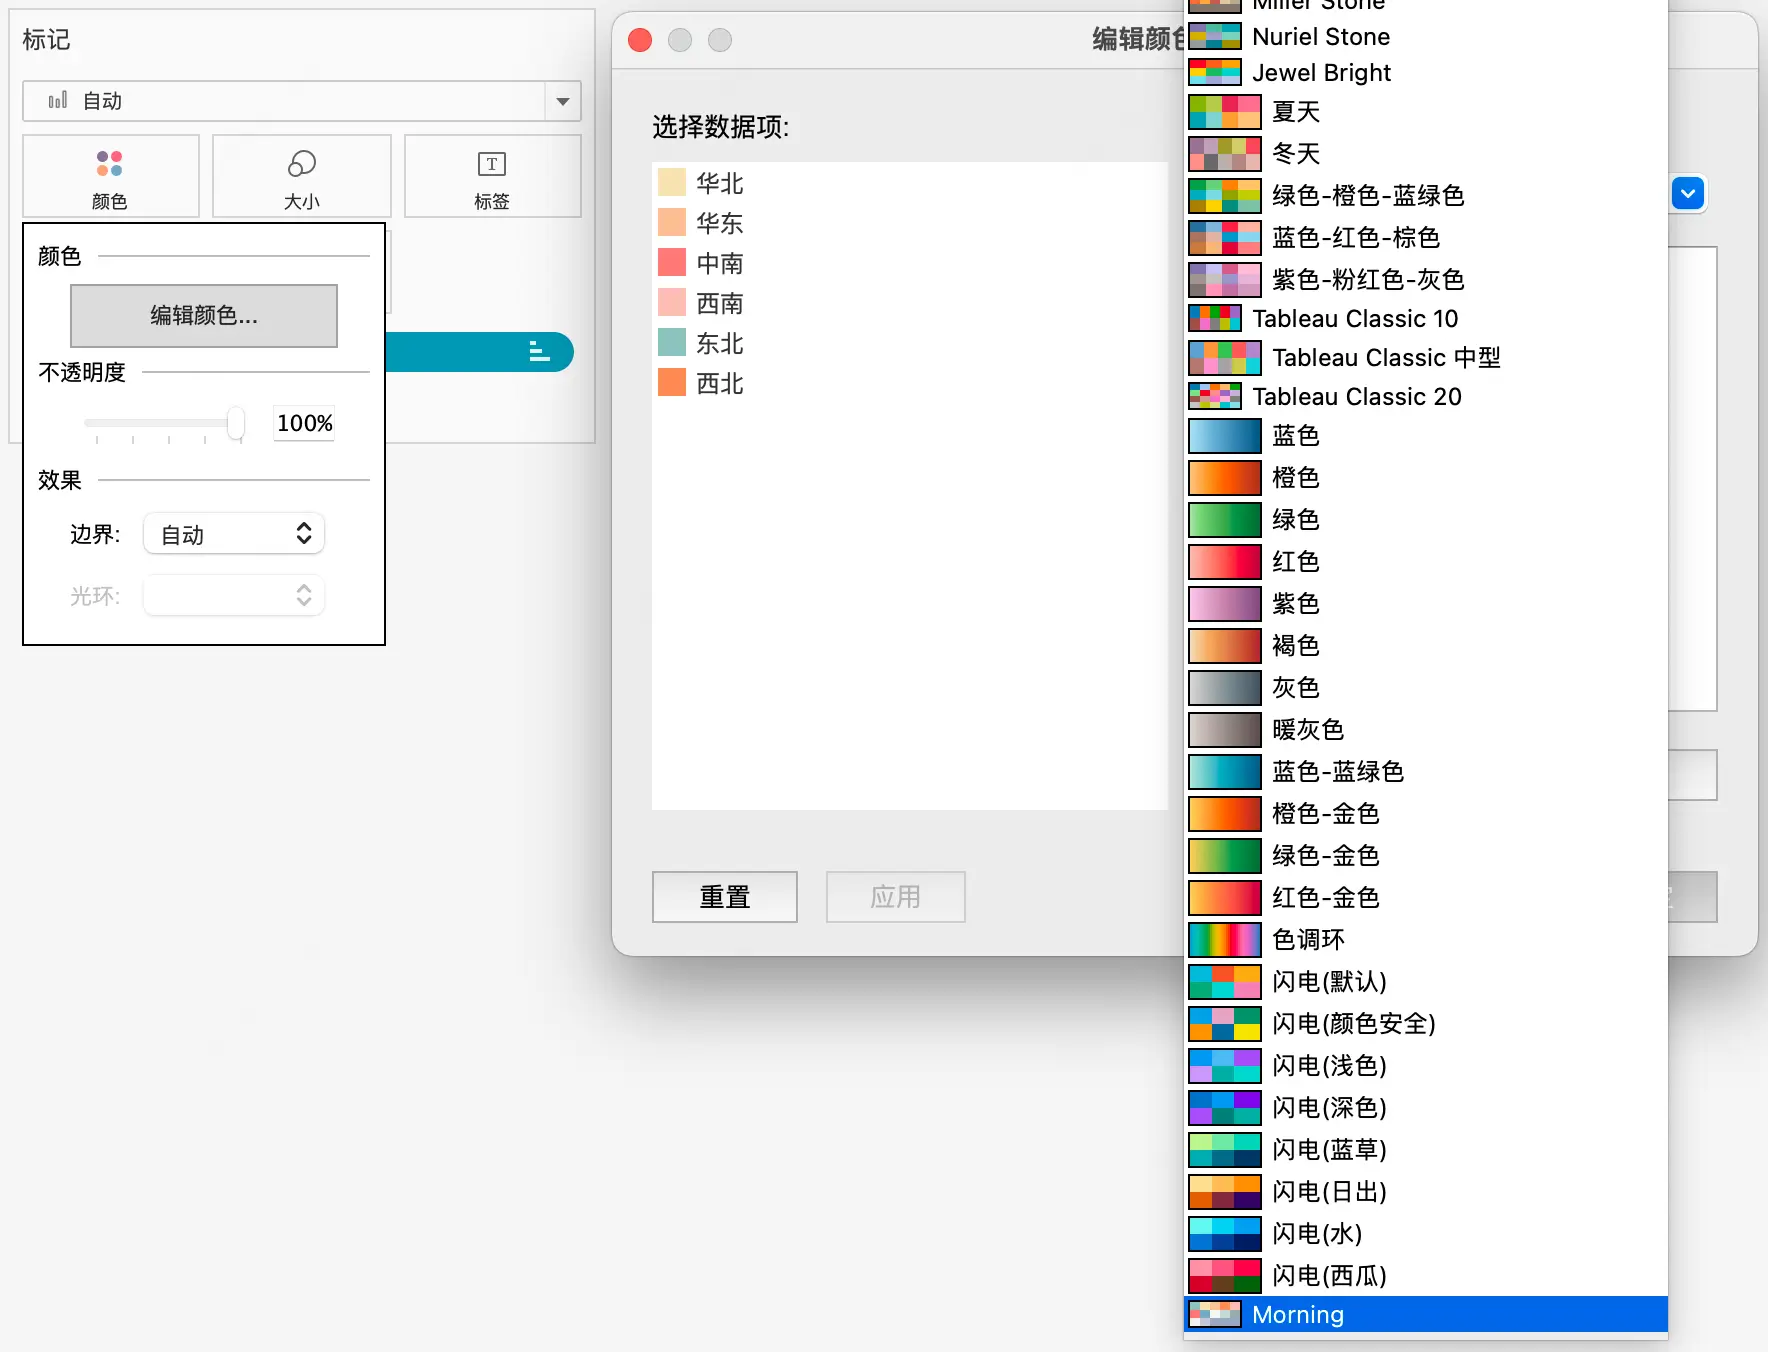 标记
自动
颜色
大小
标签
颜色
编辑颜色...
不透明度
100%
效果
边界:
自动
光环:
编辑颜色
选择数据项:
华北
华东
中南
西南
东北
西北
重置
应用
Miller Stone
Nuriel Stone
Jewel Bright
夏天
冬天
绿色-橙色-蓝绿色
蓝色-红色-棕色
紫色-粉红色-灰色
Tableau Classic 10
Tableau Classic 中型
Tableau Classic 20
蓝色
橙色
绿色
红色
紫色
褐色
灰色
暖灰色
蓝色-蓝绿色
橙色-金色
绿色-金色
红色-金色
色调环
闪电(默认)
闪电(颜色安全)
闪电(浅色)
闪电(深色)
闪电(蓝草)
闪电(日出)
闪电(水)
闪电(西瓜)
Morning